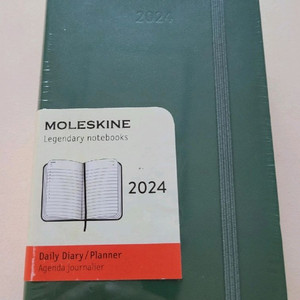 2024
MOLESKINE
Legendary notebooks
2024
Daily Diary/Planner
Agenda journalier